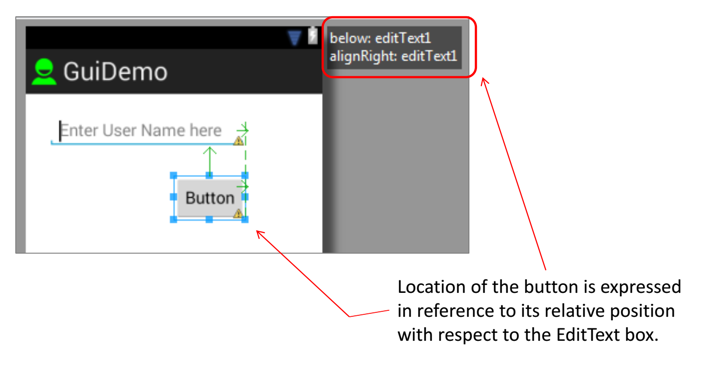 below: editText1
alignRight: editText1
GuiDemo
Enter User Name here
Button
Location of the button is expressed
in reference to its relative position
with respect to the EditText box.